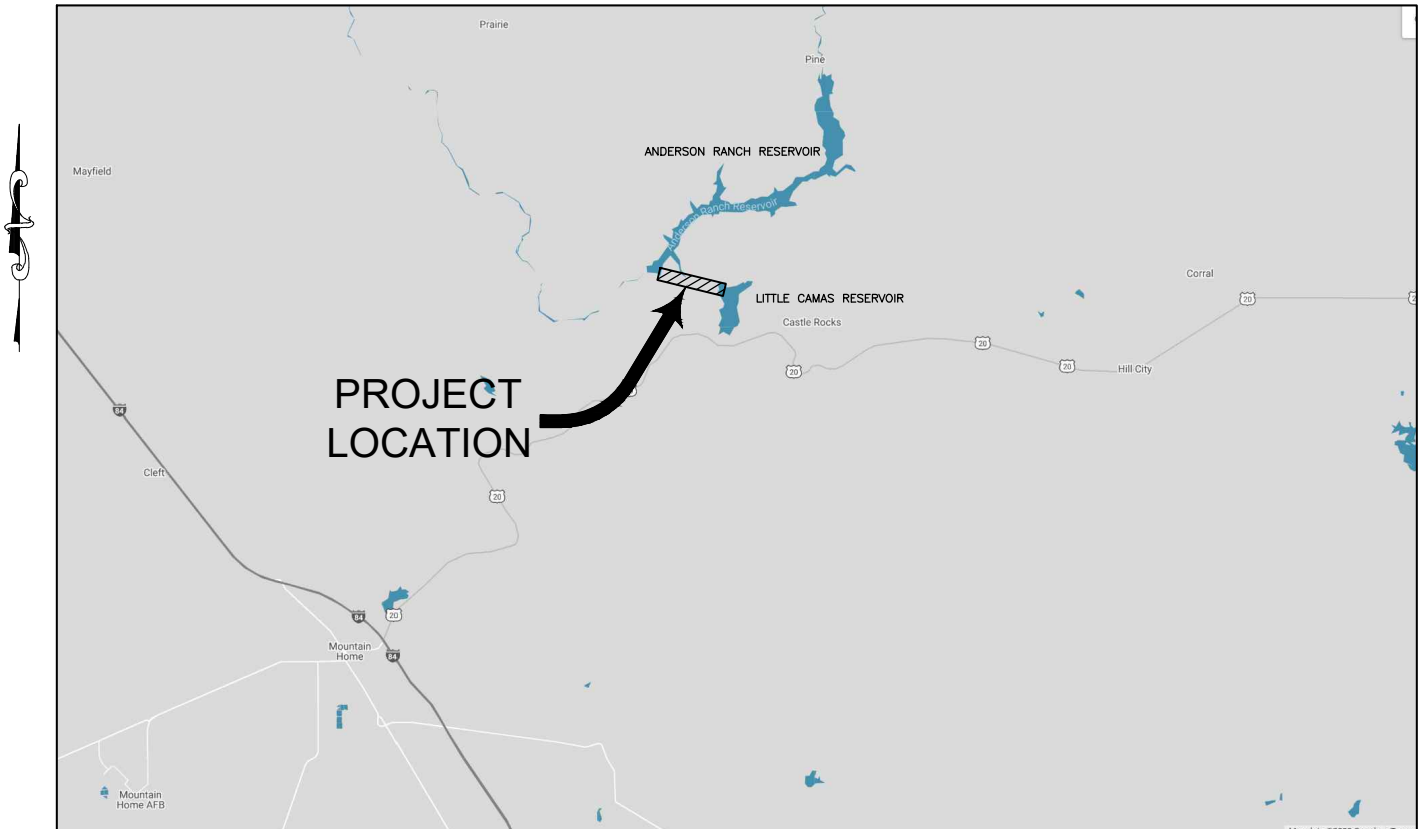 Prairie
Pine
ANDERSON RANCH RESERVOIR
Mayfield
Anderson Ranch Reservoir
Corral
LITTLE CAMAS RESERVOIR
20
20
Castle Rocks
20
20
20
Hill City
PROJECT
LOCATION
84
Cleft
20
84
20
Mountain
Home
84
Mountain
Home AFB